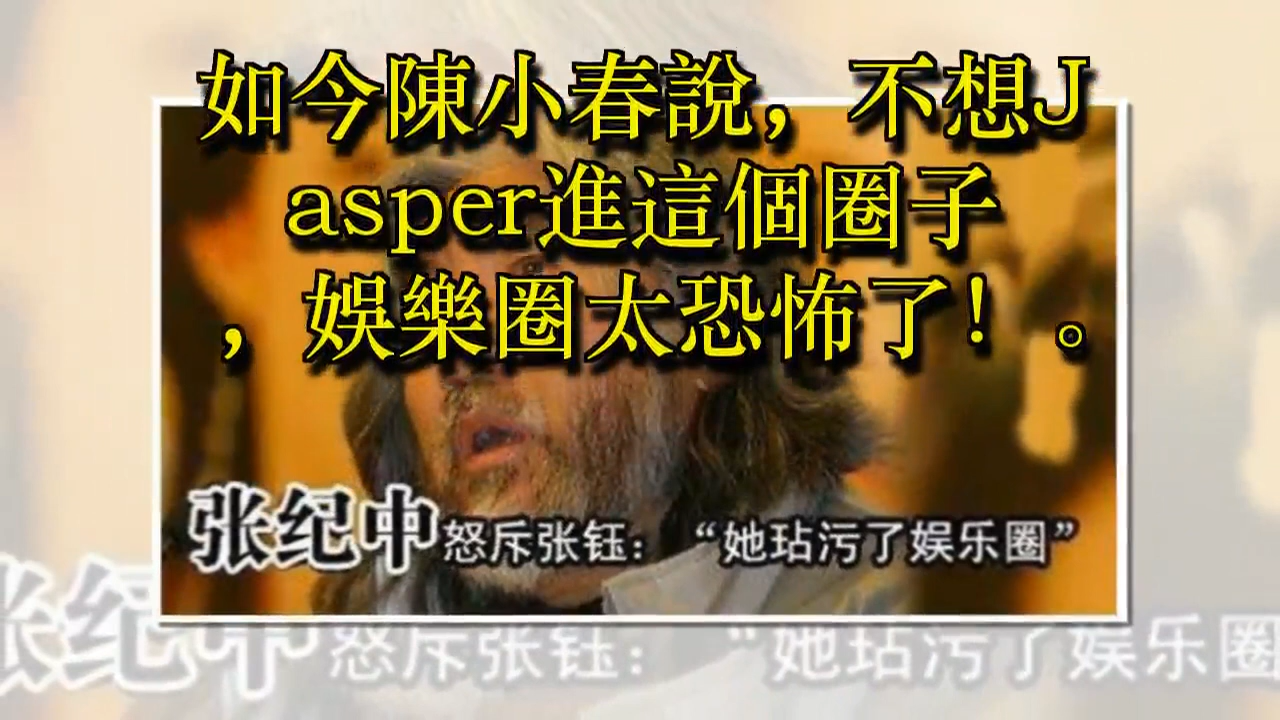 如今陳小春說，不想J
asper進這個圈子
，娛樂圈太恐怖了！。
张纪中怒斥张钰：“她玷污了娱乐圈”
张纪中怒斥张钰：“她玷污了娱乐圈